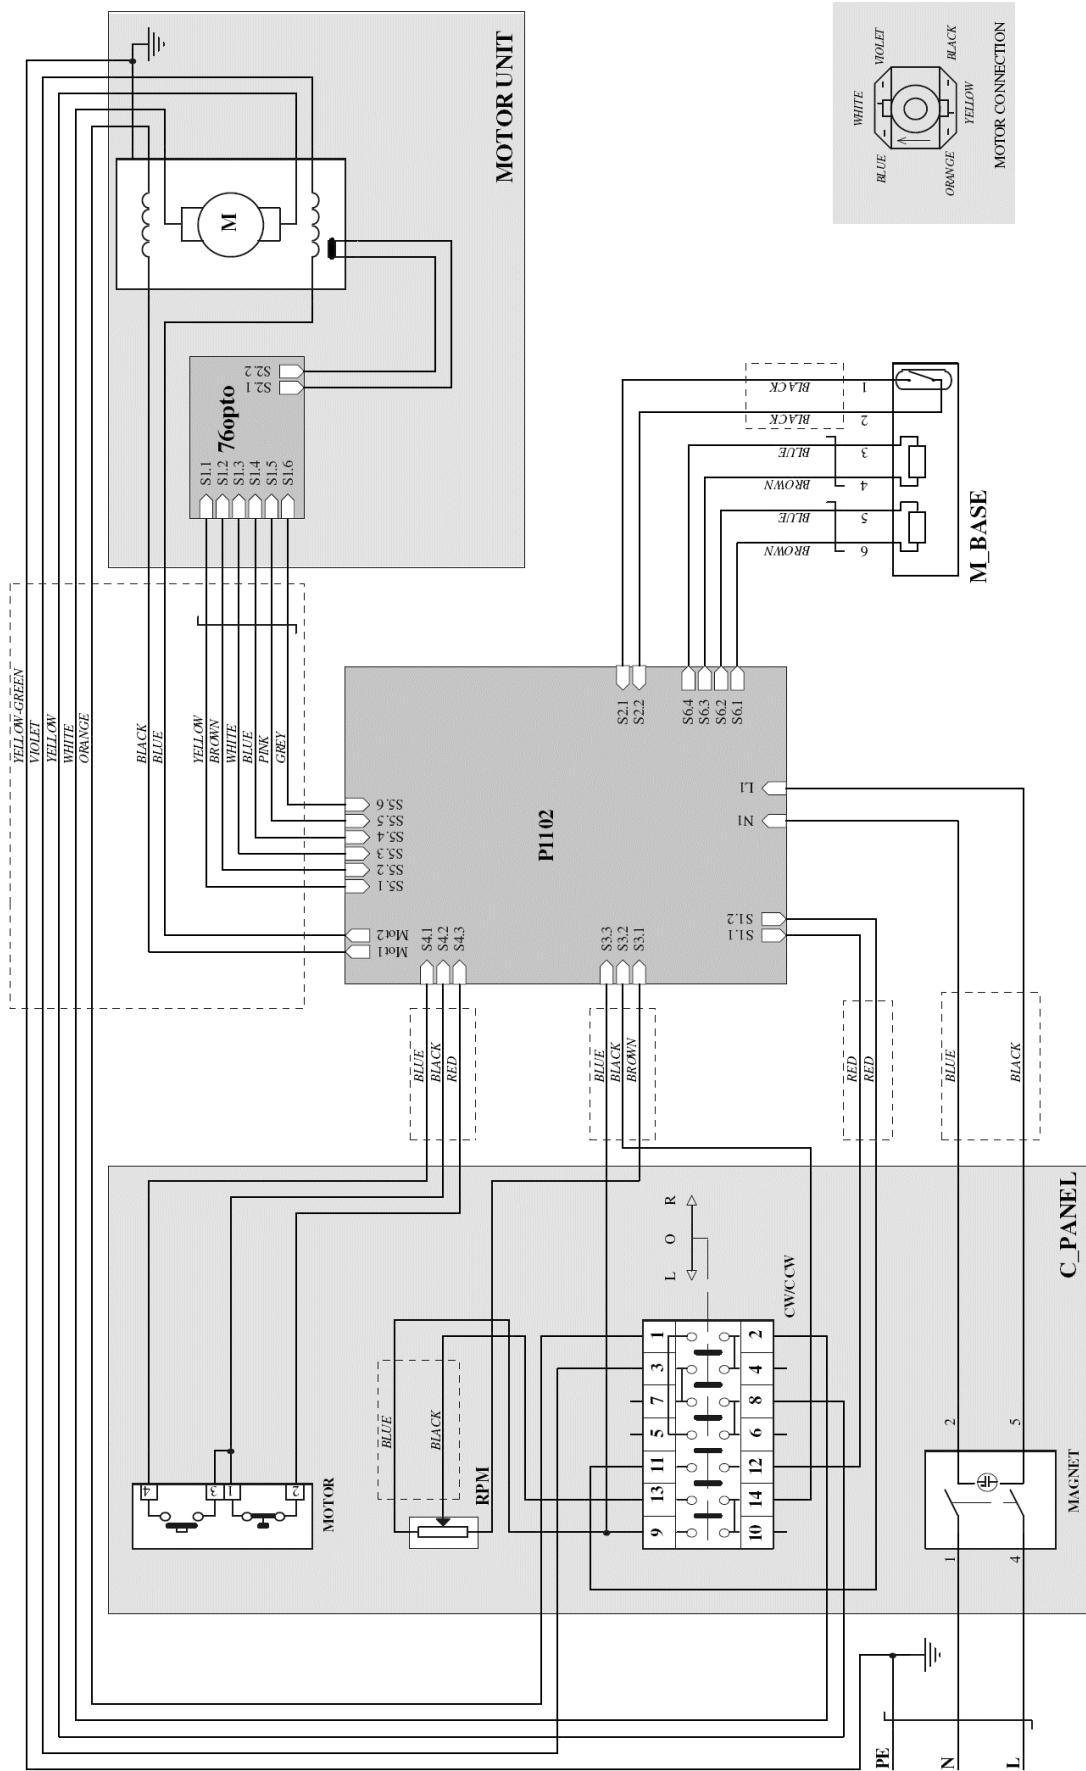 MOTOR UNIT
M
76opto
S2.2
S2.1
S1.1
S1.2
S1.3
S1.4
S1.5
S1.6
VIOLET
BLACK
WHITE
YELLOW
BLUE
ORANGE
MOTOR CONNECTION
BLACK
1
BLACK
2
BLUE
3
BROWN
4
BLUE
5
BROWN
6
M_BASE
YELLOW-GREEN
VIOLET
YELLOW
WHITE
ORANGE
BLACK
BLUE
YELLOW
BROWN
WHITE
BLUE
PINK
GREY
P1102
S2.1
S2.2
S6.4
S6.3
S6.2
S6.1
L1
N1
S5.6
S5.5
S5.4
S5.3
S5.2
S5.1
Mot2
Mot1
S4.1
S4.2
S4.3
S3.3
S3.2
S3.1
S1.2
S1.1
BLUE
BLACK
RED
BLUE
BLACK
BROWN
RED
RED
BLUE
BLACK
C_PANEL
L O R
CW/CCW
1
3
7
5
11
13
9
2
4
8
6
12
14
10
BLUE
BLACK
RPM
4
3
1
2
MOTOR
2
5
1
4
MAGNET
PE
N
L